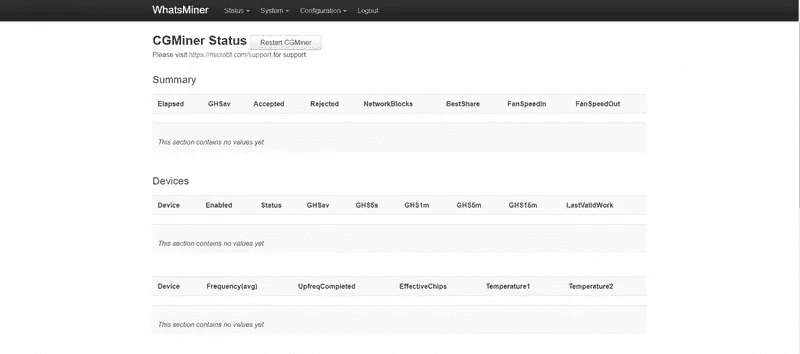 WhatsMiner Status System Configuration Logout
CGMiner Status Restart CGMiner
Please visit https://microbt.com/support for support
Summary
Elapsed GHSav Accepted Rejected NetworkBlocks BestShare FanSpeedIn FanSpeedOut
This section contains no values yet
Devices
Device Enabled Status GHSav GHS5s GHS1m GHS5m GHS15m LastValidWork
This section contains no values yet
Device Frequency(avg) UpfreqCompleted EffectiveChips Temperature1 Temperature2
This section contains no values yet